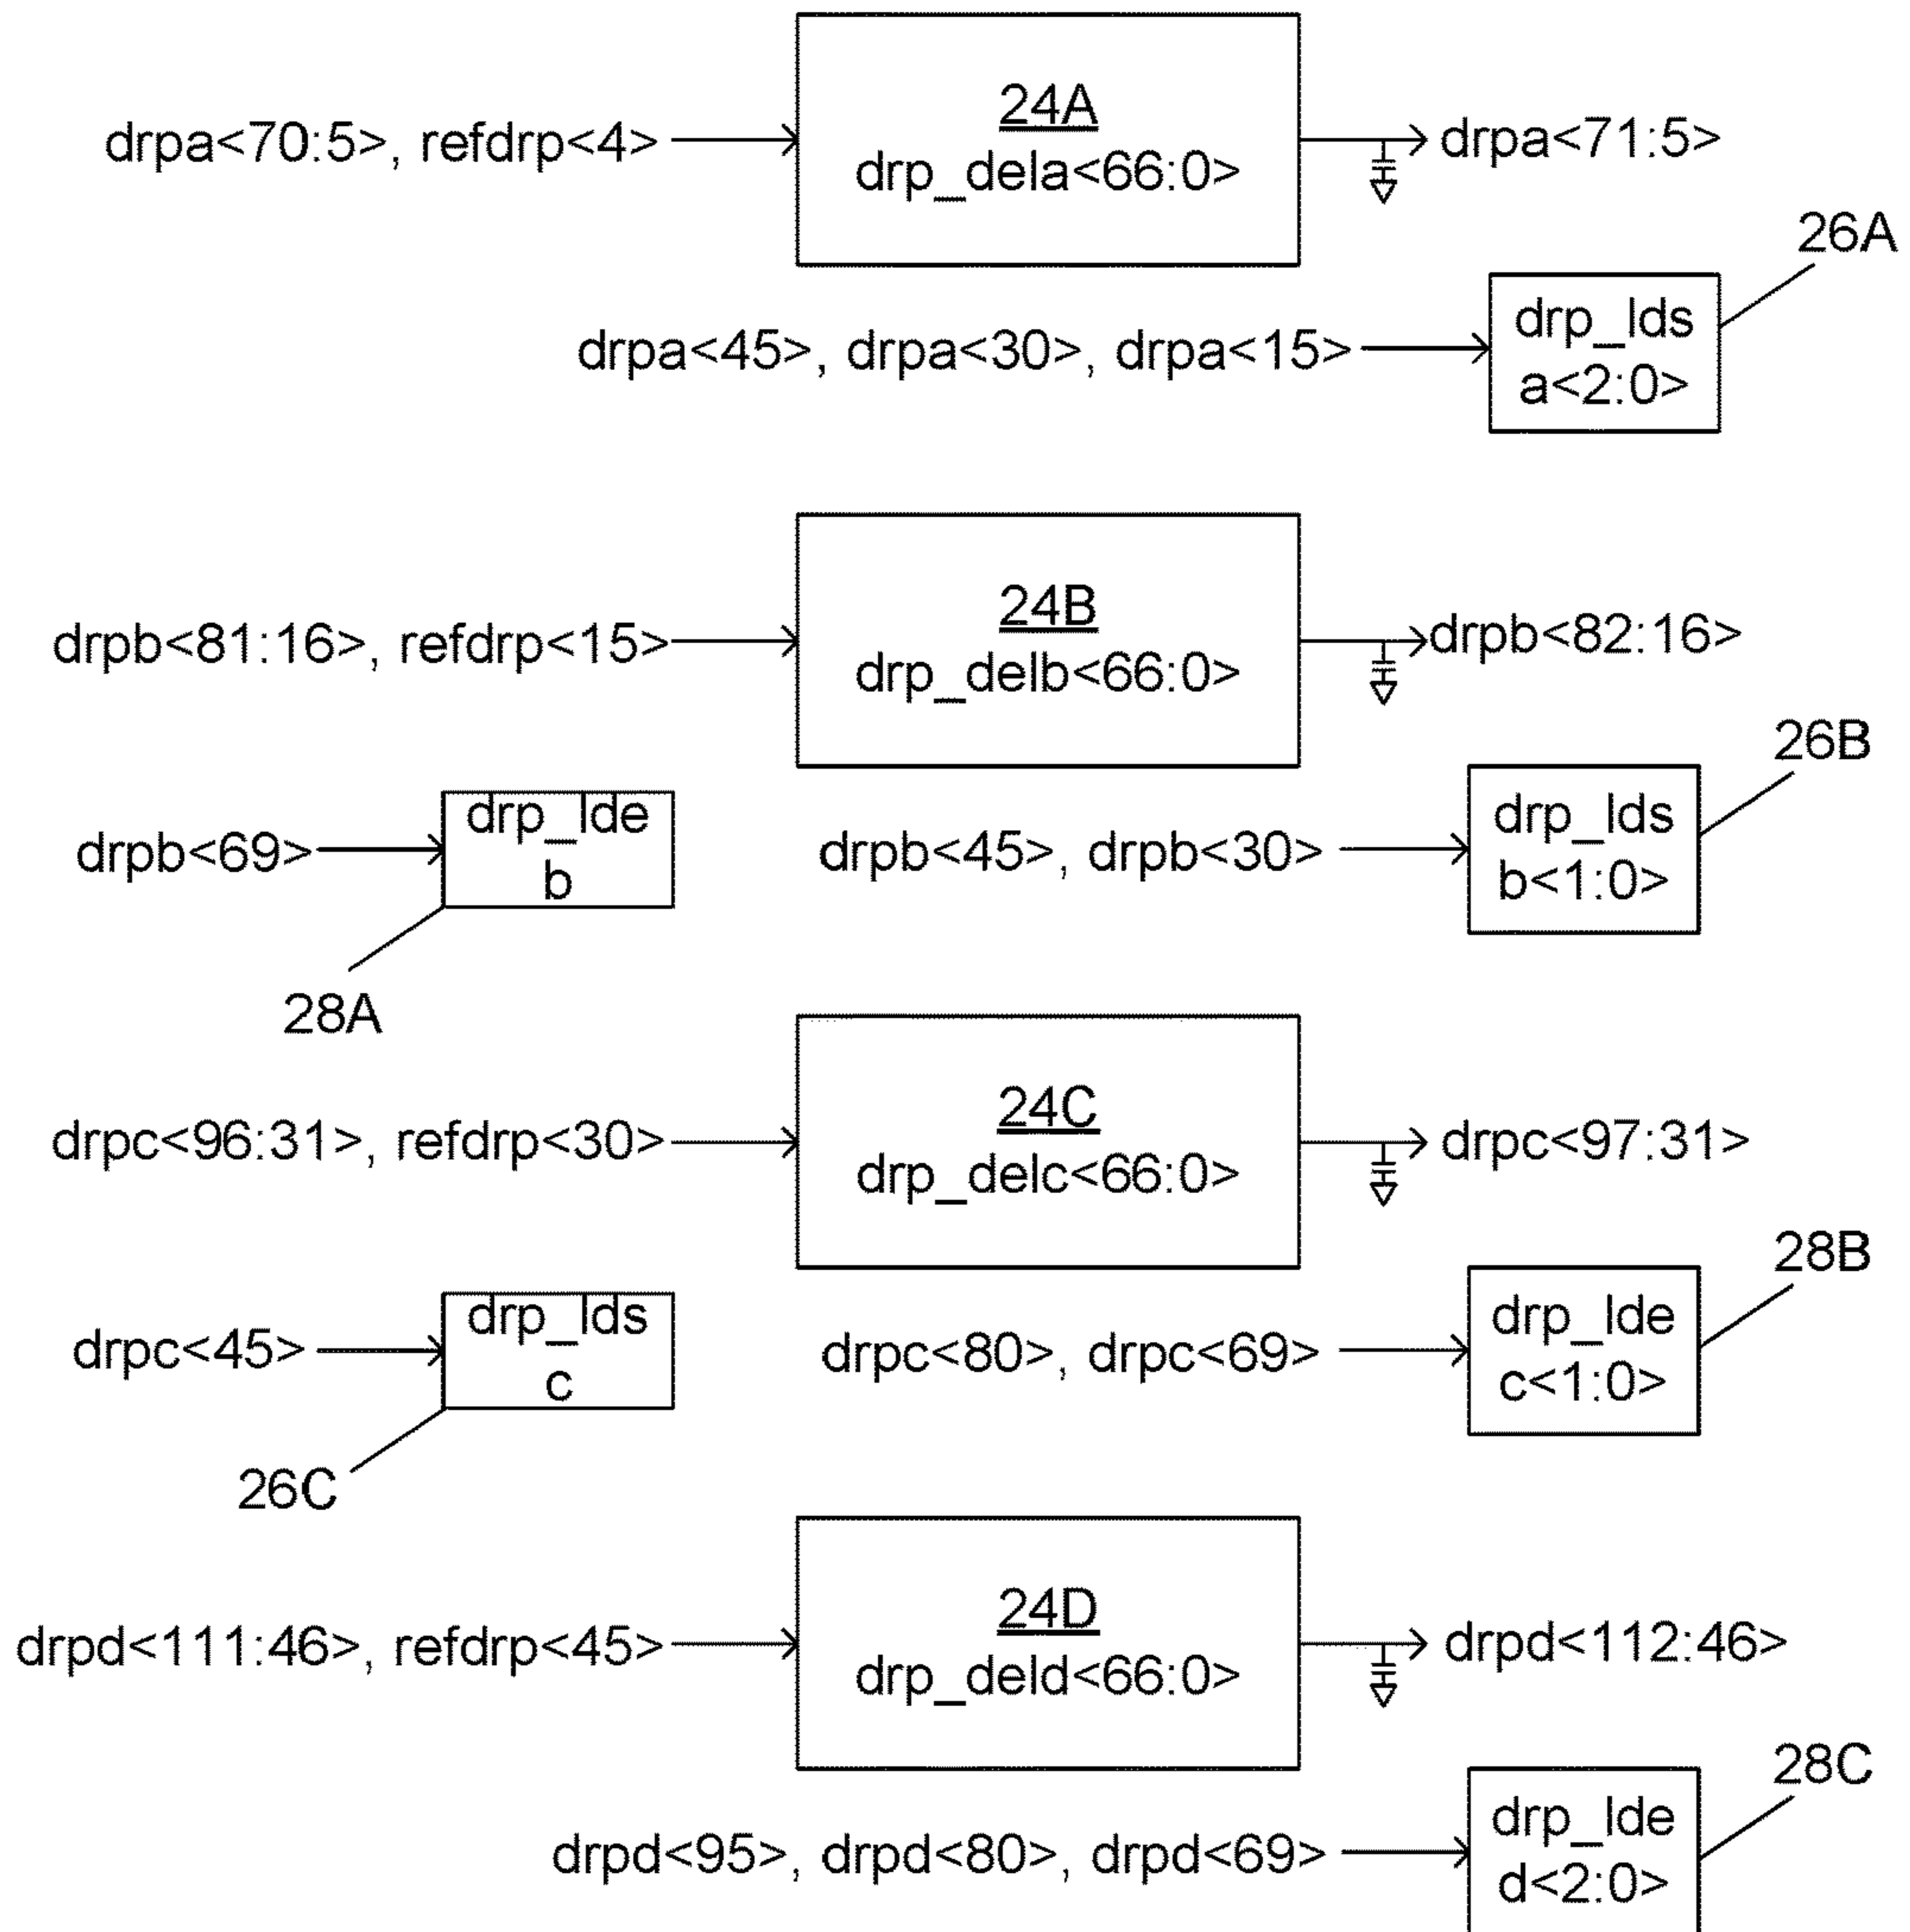 24A
drpa<70:5>, refdrp<4>
drp_dela<66:0>
drpa<71:5>
26A
drpa<45>, drpa<30>, drpa<15>
drp_lds
a<2:0>
24B
drpb<81:16>, refdrp<15>
drp_delb<66:0>
drpb<82:16>
26B
drpb<69>
drp_lde
b
28A
drpb<45>, drpb<30>
drp_lds
b<1:0>
24C
drpc<96:31>, refdrp<30>
drp_delc<66:0>
drpc<97:31>
28B
drpc<45>
drp_lds
c
26C
drpc<80>, drpc<69>
drp_lde
c<1:0>
24D
drpd<111:46>, refdrp<45>
drp_deld<66:0>
drpd<112:46>
28C
drpd<95>, drpd<80>, drpd<69>
drp_lde
d<2:0>